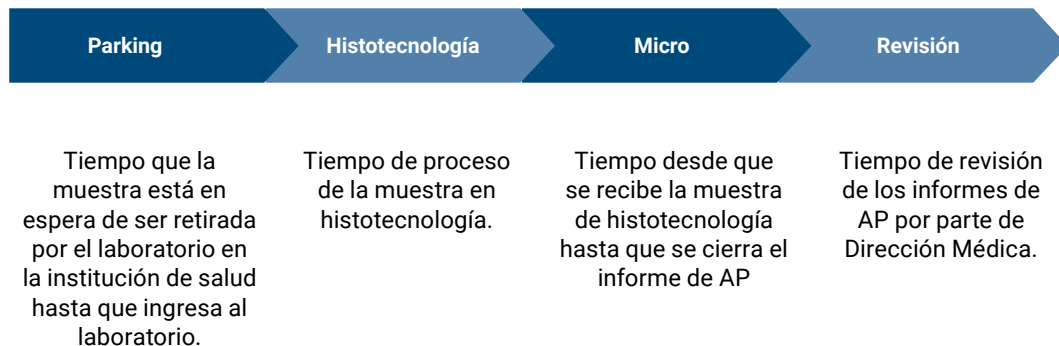 Parking
Histotecnología
Micro
Revisión
Tiempo que la
muestra está en
espera de ser retirada
por el laboratorio en
la institución de salud
hasta que ingresa al
laboratorio.
Tiempo de proceso
de la muestra en
histotecnología.
Tiempo desde que
se recibe la muestra
de histotecnología
hasta que se cierra el
informe de AP
Tiempo de revisión
de los informes de
AP por parte de
Dirección Médica.